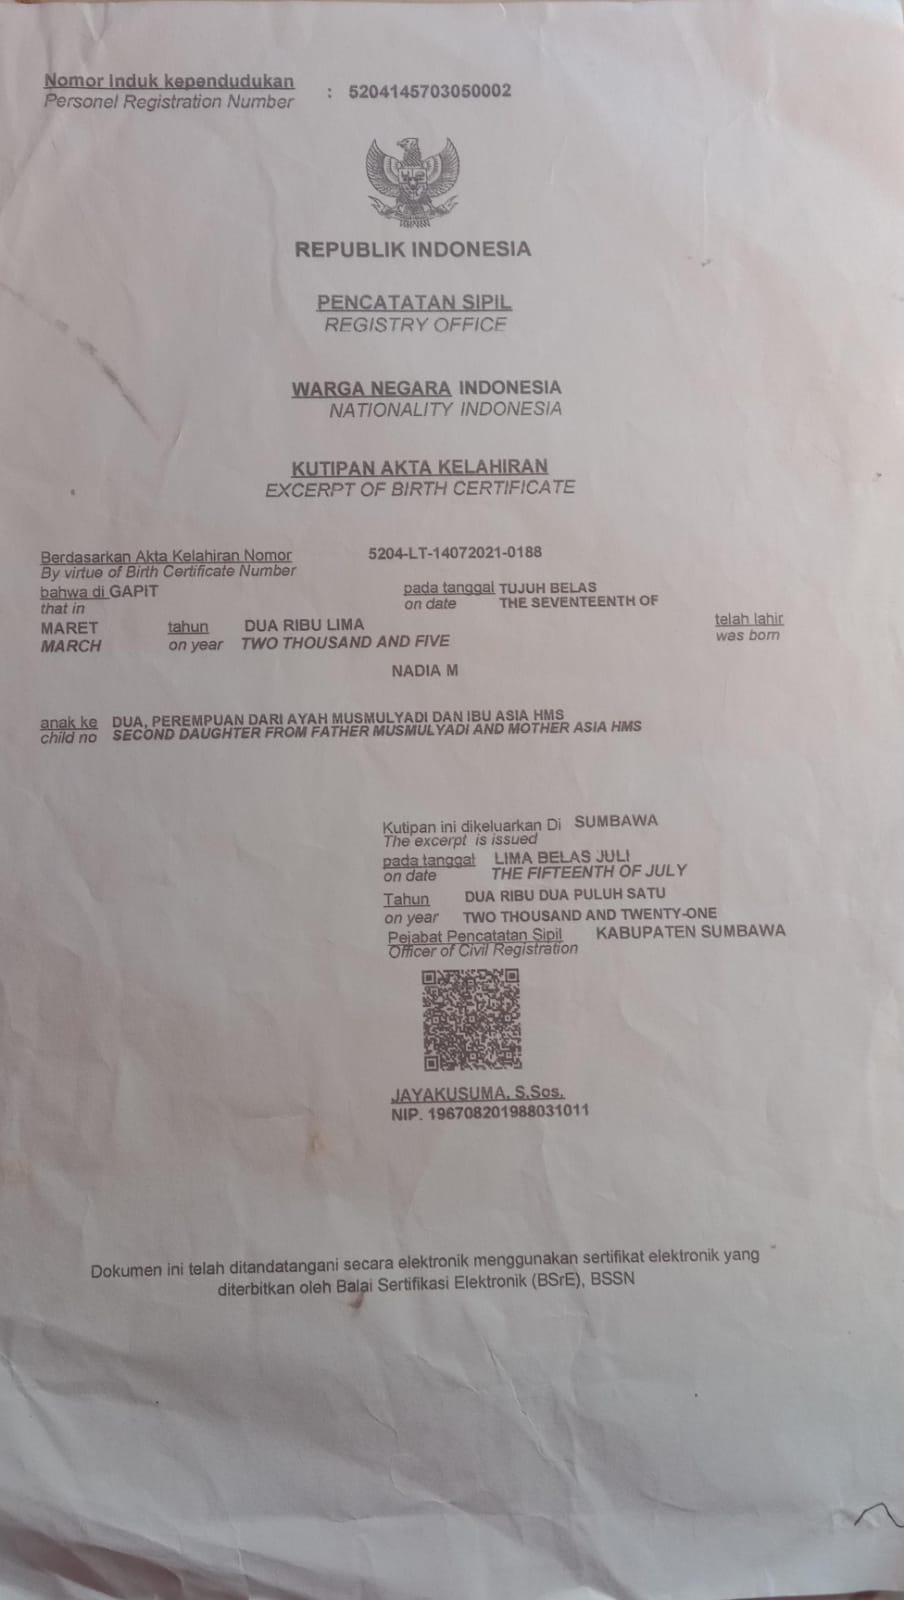 Nomor Induk kependudukan : 5204145703050002
Personel Registration Number
REPUBLIK INDONESIA
PENCATATAN SIPIL
REGISTRY OFFICE
WARGA NEGARA INDONESIA
NATIONALITY INDONESIA
KUTIPAN AKTA KELAHIRAN
EXCERPT OF BIRTH CERTIFICATE
Berdasarkan Akta Kelahiran Nomor 5204-LT-14072021-0188
By virtue of Birth Certificate Number
bahwa di GAPIT pada tanggal TUJUH BELAS
that in on date THE SEVENTEENTH OF
MARET tahun DUA RIBU LIMA telah lahir
MARCH on year TWO THOUSAND AND FIVE was born
NADIA M
anak ke DUA, PEREMPUAN DARI AYAH MUSMULYADI DAN IBU ASIA HMS
child no SECOND DAUGHTER FROM FATHER MUSMULYADI AND MOTHER ASIA HMS
Kutipan ini dikeluarkan Di SUMBAWA
The excerpt is issued
pada tanggal LIMA BELAS JULI
on date THE FIFTEENTH OF JULY
Tahun DUA RIBU DUA PULUH SATU
on year TWO THOUSAND AND TWENTY-ONE
Pejabat Pencatatan Sipil KABUPATEN SUMBAWA
Officer of Civil Registration
JAYAKUSUMA, S.Sos.
NIP. 196708201988031011
Dokumen ini telah ditandatangani secara elektronik menggunakan sertifikat elektronik yang
diterbitkan oleh Balai Sertifikasi Elektronik (BSrE), BSSN